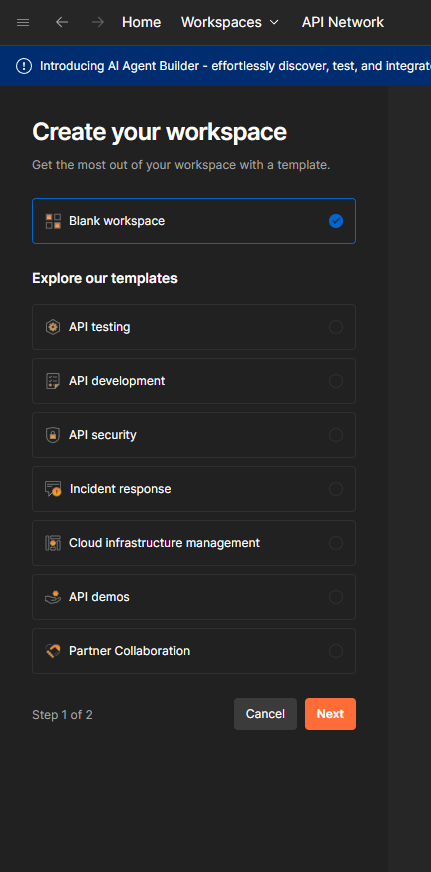 Home Workspaces API Network
Introducing AI Agent Builder - effortlessly discover, test, and integrat
Create your workspace
Get the most out of your workspace with a template.
Blank workspace
Explore our templates
API testing
API development
API security
Incident response
Cloud infrastructure management
API demos
Partner Collaboration
Step 1 of 2 Cancel Next